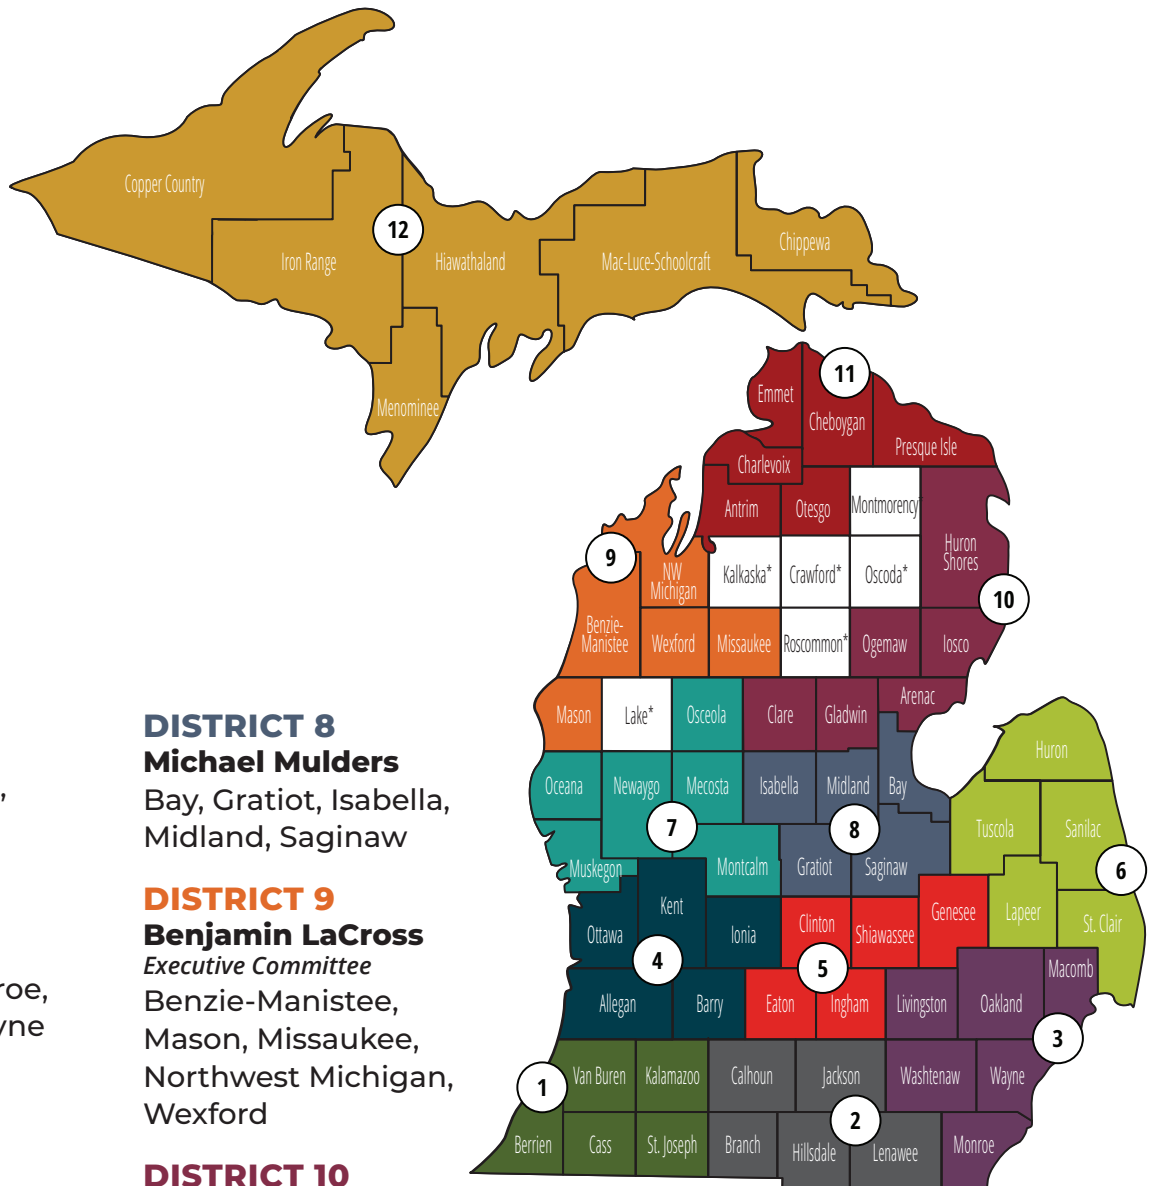 Copper Country
12
Iron Range
Hiawathaland
Mac-Luce-Schoolcraft
Chippewa
Menominee
11
Emmet
Cheboygan
Presque Isle
Charlevoix
Antrim
Otesgo
Montmorency
Huron
Shores
9
NW
Michigan
Kalkaska*
Crawford*
Oscoda*
10
Benzie-
Manistee
Wexford
Missaukee
Roscommon*
Ogemaw
Iosco
Mason
Lake*
Osceola
Clare
Gladwin
Arenac
Huron
Oceana
Newaygo
Mecosta
Isabella
Midland
Bay
Tuscola
Sanilac
7
8
6
Muskegon
Montcalm
Gratiot
Saginaw
Kent
Ottawa
Ionia
Clinton
Shiawassee
Genesee
Lapeer
St. Clair
4
5
Allegan
Barry
Eaton
Ingham
Livingston
Oakland
Macomb
3
1
Van Buren
Kalamazoo
Calhoun
Jackson
Washtenaw
Wayne
2
Berrien
Cass
St. Joseph
Branch
Hillsdale
Lenawee
Monroe
,
roe,
yne
DISTRICT 8
Michael Mulders
Bay, Gratiot, Isabella,
Midland, Saginaw
DISTRICT 9
Benjamin LaCross
Executive Committee
Benzie-Manistee,
Mason, Missaukee,
Northwest Michigan,
Wexford
DISTRICT 10